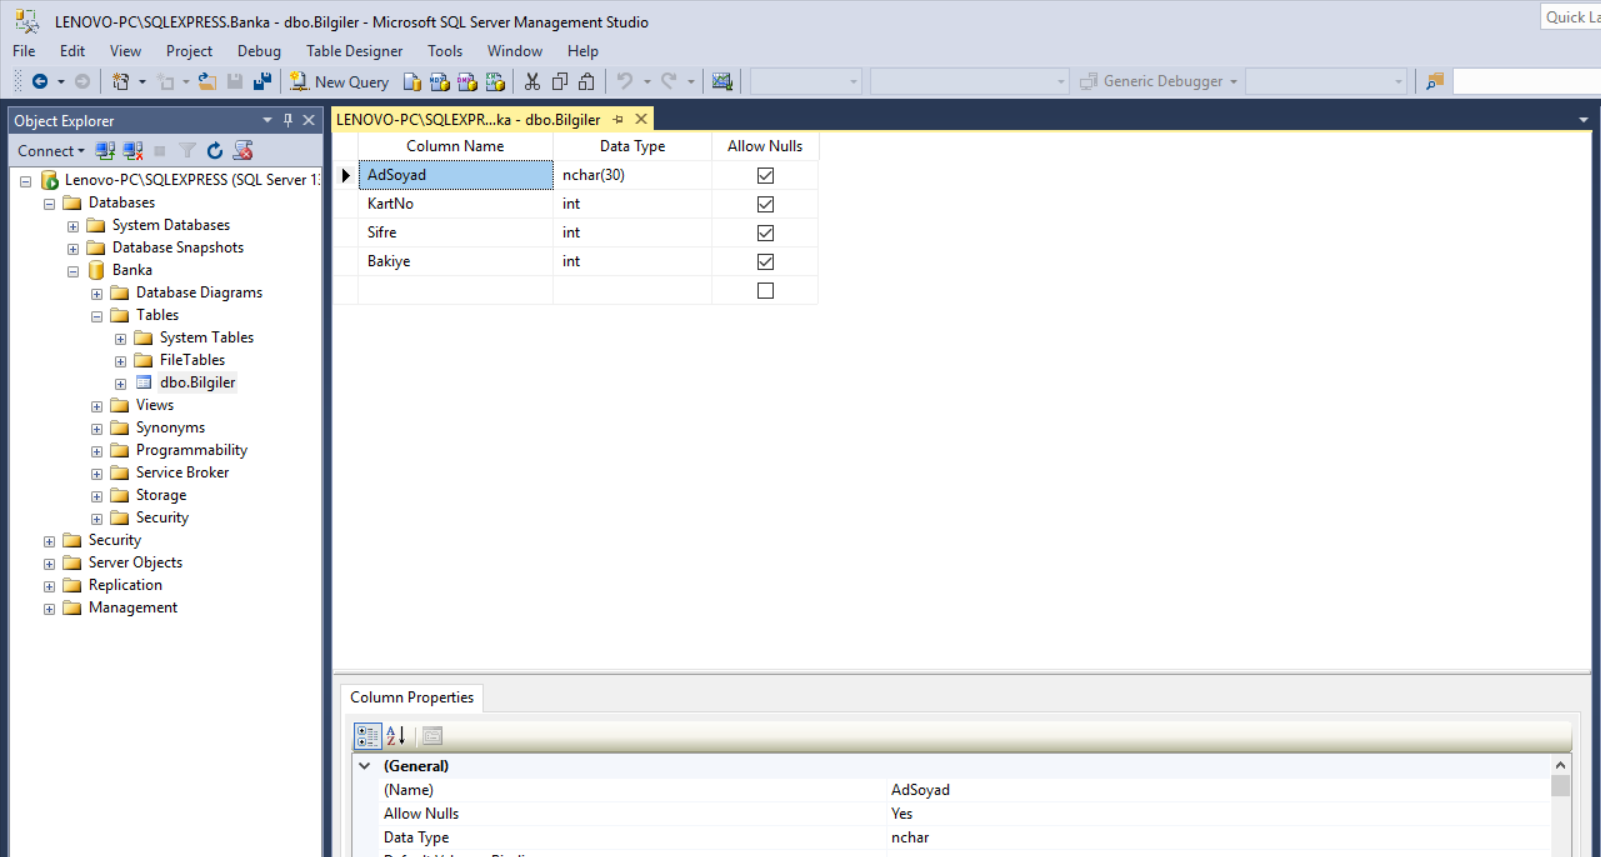 LENOVO-PC\SQLEXPRESS.Banka - dbo.Bilgiler - Microsoft SQL Server Management Studio
Quick La
File Edit View Project Debug Table Designer Tools Window Help
New Query
Generic Debugger
Object Explorer
Connect
Lenovo-PC\SQLEXPRESS (SQL Server 13
Databases
System Databases
Database Snapshots
Banka
Database Diagrams
Tables
System Tables
FileTables
dbo.Bilgiler
Views
Synonyms
Programmability
Service Broker
Storage
Security
Security
Server Objects
Replication
Management
LENOVO-PC\SQLEXPR...ka - dbo.Bilgiler
Column Name Data Type Allow Nulls
AdSoyad nchar(30)
KartNo int
Sifre int
Bakiye int
Column Properties
(General)
(Name) AdSoyad
Allow Nulls Yes
Data Type nchar